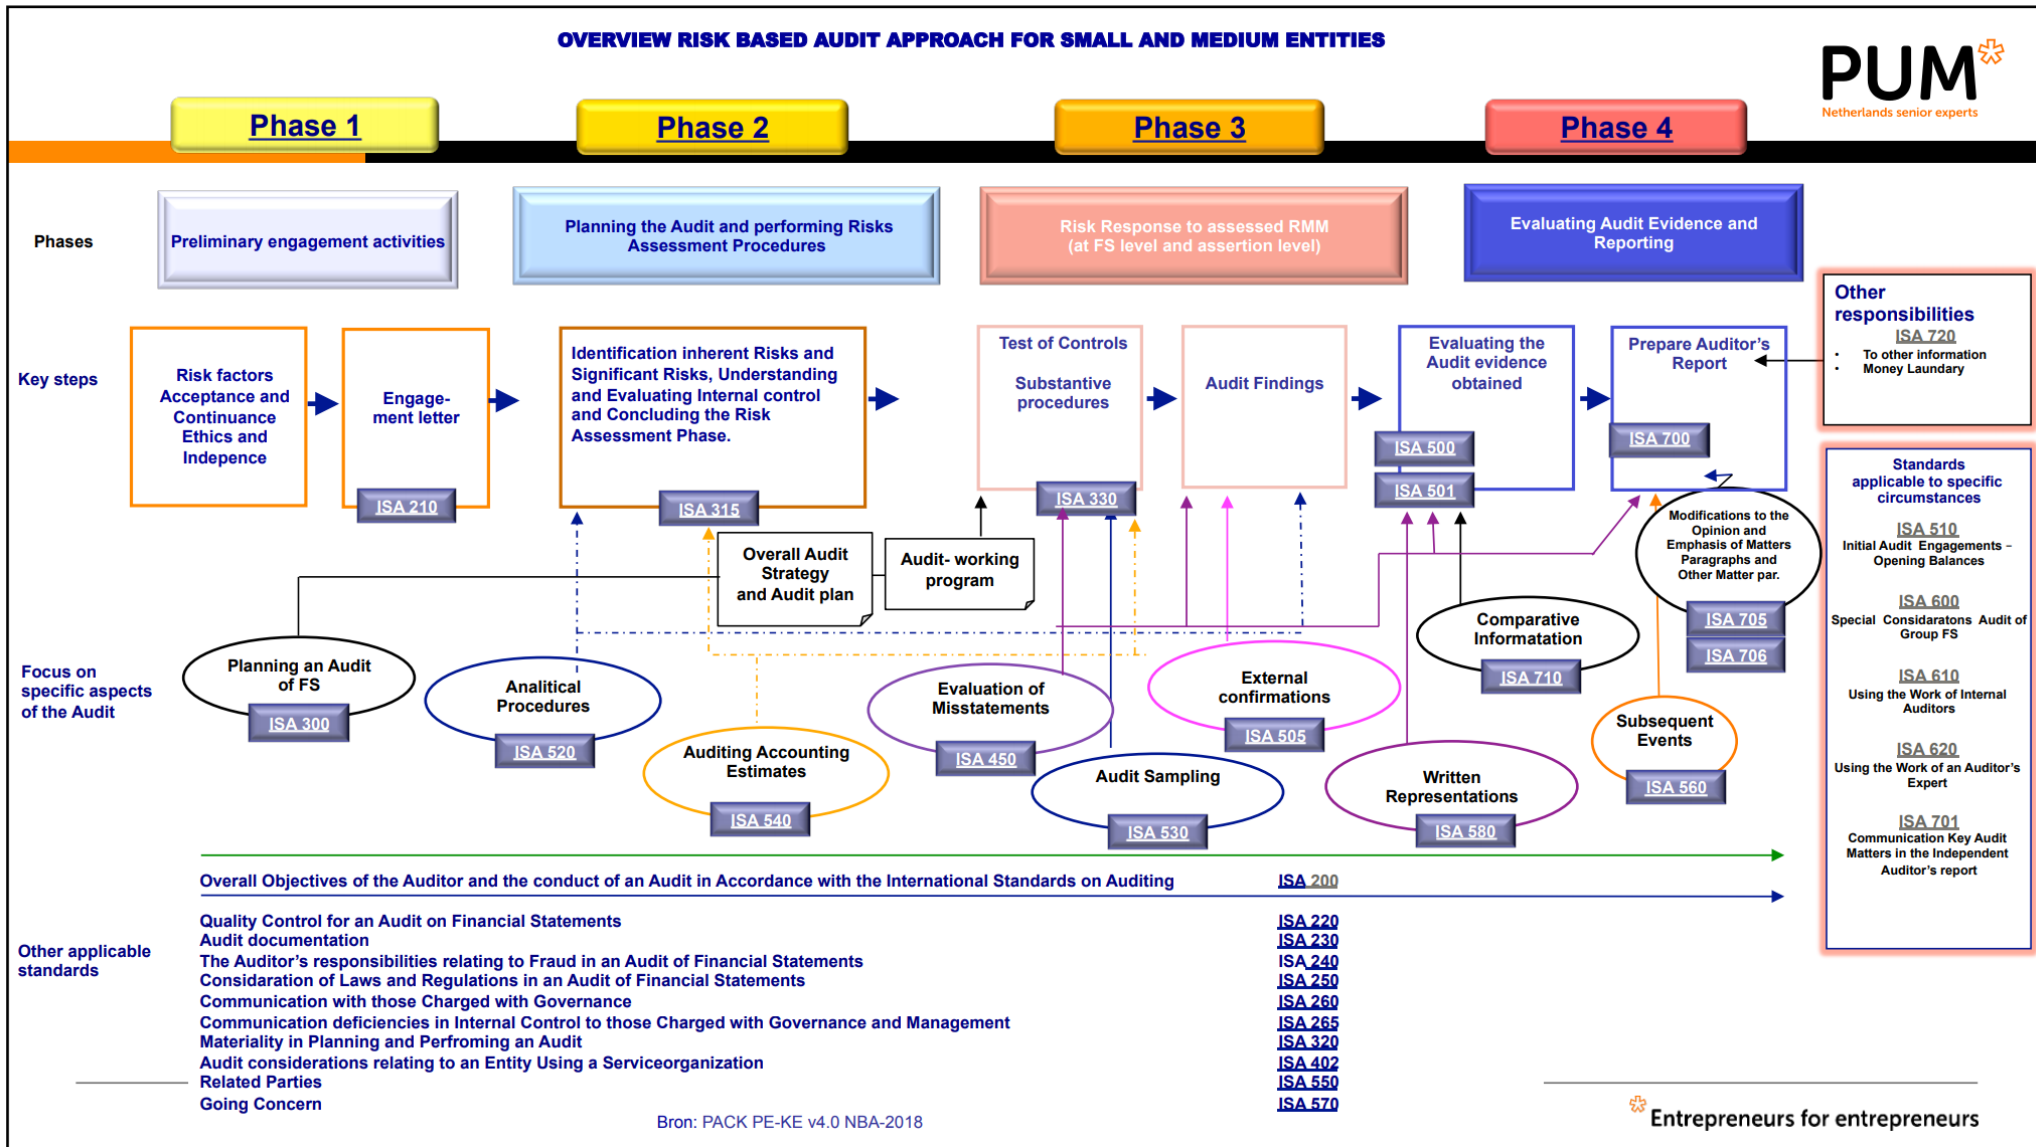 OVERVIEW RISK BASED AUDIT APPROACH FOR SMALL AND MEDIUM ENTITIES
PUM
Netherlands senior experts
Phase 1
Phase 2
Phase 3
Phase 4
Phases
Preliminary engagement activities
Planning the Audit and performing Risks
Assessment Procedures
Risk Response to assessed RMM
(at FS level and assertion level)
Evaluating Audit Evidence and
Reporting
Key steps
Risk factors
Acceptance and
Continuance
Ethics and
Indepence
Engage-
ment letter
ISA 210
Identification inherent Risks and
Significant Risks, Understanding
and Evaluating Internal control
and Concluding the Risk
Assessment Phase.
ISA 315
Test of Controls
Substantive
procedures
ISA 330
Audit Findings
Evaluating the
Audit evidence
obtained
ISA 500
ISA 501
Prepare Auditor's
Report
ISA 700
Other
responsibilities
ISA 720
• To other information
• Money Laundary
Standards
applicable to specific
circumstances
ISA 510
Initial Audit Engagements –
Opening Balances
ISA 600
Special Considaratons Audit of
Group FS
ISA 610
Using the Work of Internal
Auditors
ISA 620
Using the Work of an Auditor's
Expert
ISA 701
Communication Key Audit
Matters in the Independent
Auditor's report
Focus on
specific aspects
of the Audit
Overall Audit
Strategy
and Audit plan
Audit- working
program
Planning an Audit
of FS
ISA 300
Analitical
Procedures
ISA 520
Auditing Accounting
Estimates
ISA 540
Evaluation of
Misstatements
ISA 450
Audit Sampling
ISA 530
External
confirmations
ISA 505
Written
Representations
ISA 580
Comparative
Informatation
ISA 710
Modifications to the
Opinion and
Emphasis of Matters
Paragraphs and
Other Matter par.
ISA 705
ISA 706
Subsequent
Events
ISA 560
Overall Objectives of the Auditor and the conduct of an Audit in Accordance with the International Standards on Auditing ISA 200
Other applicable
standards
Quality Control for an Audit on Financial Statements ISA 220
Audit documentation ISA 230
The Auditor's responsibilities relating to Fraud in an Audit of Financial Statements ISA 240
Considaration of Laws and Regulations in an Audit of Financial Statements ISA 250
Communication with those Charged with Governance ISA 260
Communication deficiencies in Internal Control to those Charged with Governance and Management ISA 265
Materiality in Planning and Perfroming an Audit ISA 320
Audit considerations relating to an Entity Using a Serviceorganization ISA 402
Related Parties ISA 550
Going Concern ISA 570
Bron: PACK PE-KE v4.0 NBA-2018
Entrepreneurs for entrepreneurs